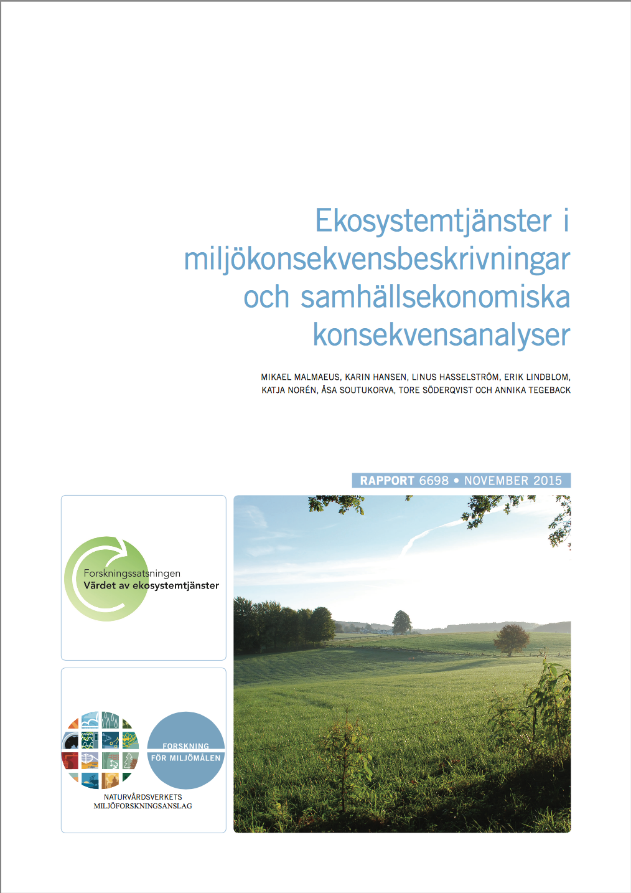 Ekosystemtjänster i
miljökonsekvensbeskrivningar
och samhällsekonomiska
konsekvensanalyser
MIKAEL MALMAEUS, KARIN HANSEN, LINUS HASSELSTRÖM, ERIK LINDBLOM,
KATJA NORÉN, ÅSA SOUTUKORVA, TORE SÖDERQVIST OCH ANNIKA TEGEBACK
RAPPORT 6698 • NOVEMBER 2015
Forskningssatsningen
Värdet av ekosystemtjänster
FORSKNING
FÖR MILJÖMÅLEN
NATURVÅRDSVERKETS
MILJÖFORSKNINGSANSLAG